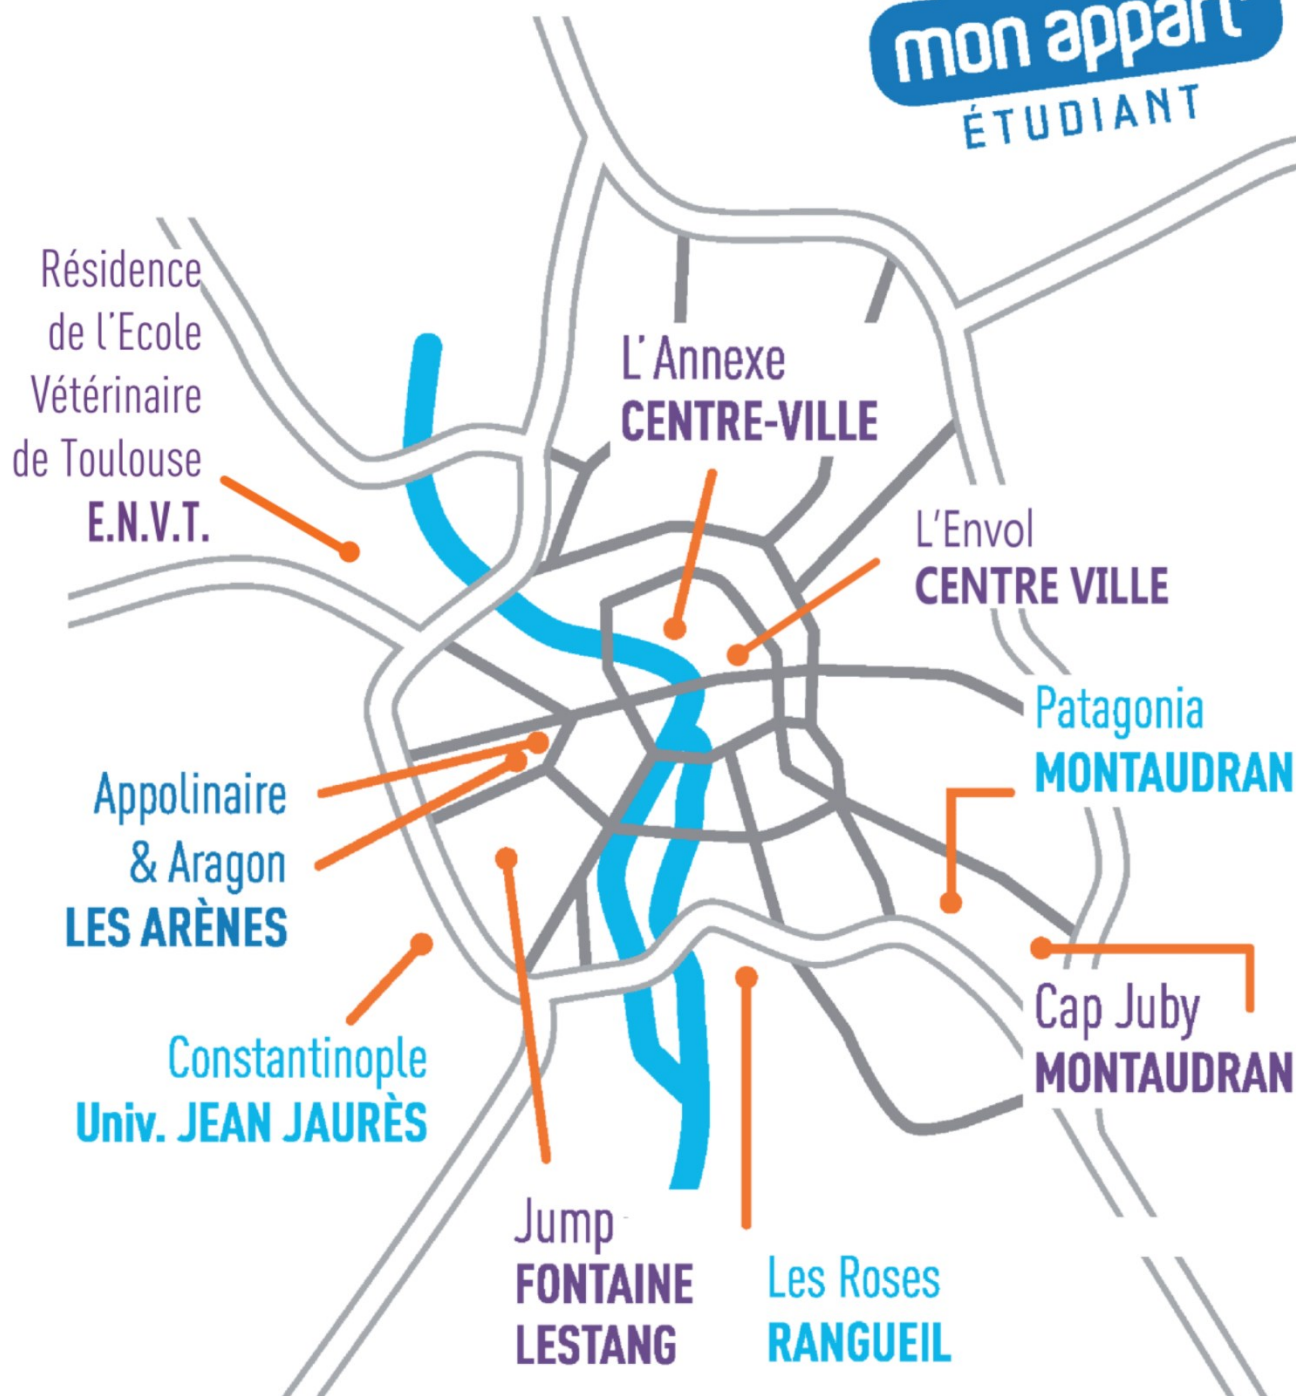 mon appart'
ÉTUDIANT
Résidence
de l'Ecole
Vétérinaire
de Toulouse
E.N.V.T.
L'Annexe
CENTRE-VILLE
L'Envol
CENTRE VILLE
Patagonia
MONTAUDRAN
Appolinaire
& Aragon
LES ARÈNES
Cap Juby
MONTAUDRAN
Constantinople
Univ. JEAN JAURÈS
Jump
FONTAINE
LESTANG
Les Roses
RANGUEIL